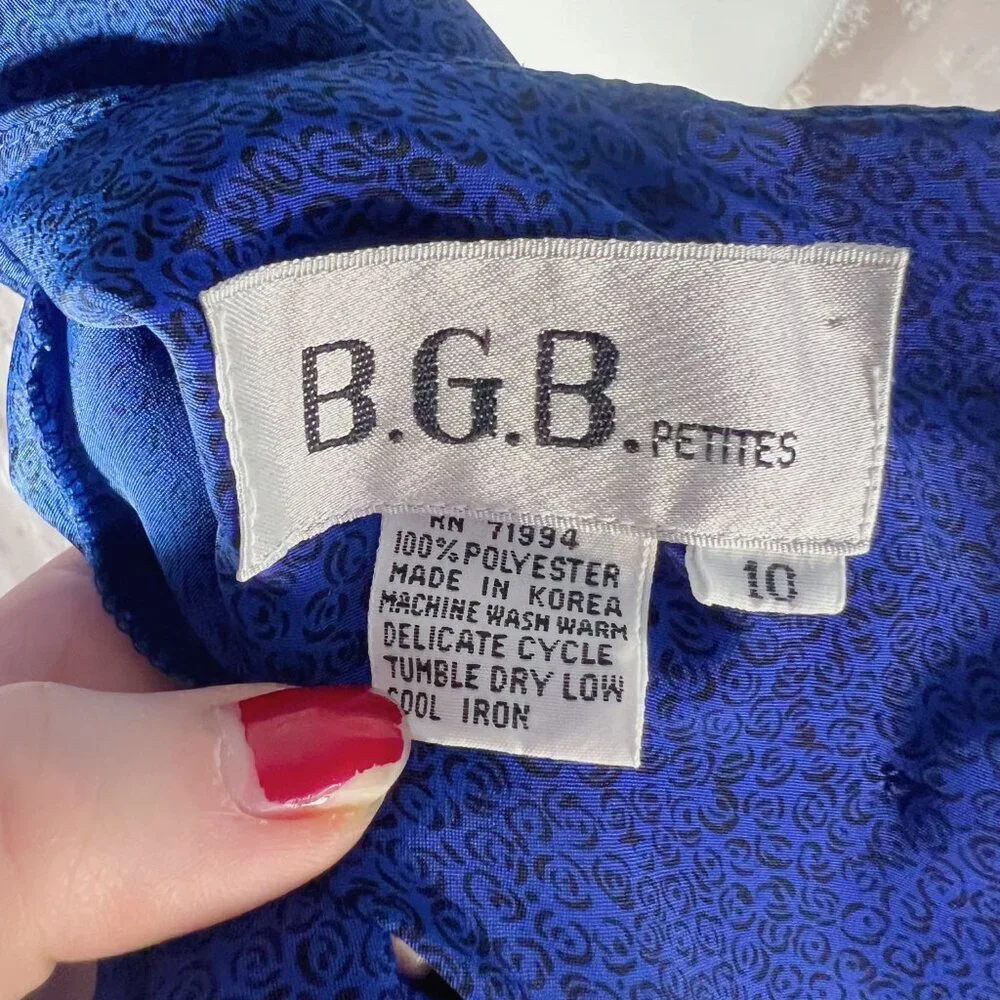 B.G.B. PETITES
RN 71994
100% POLYESTER
MADE IN KOREA
MACHINE WASH WARM
DELICATE CYCLE
TUMBLE DRY LOW
COOL IRON
10